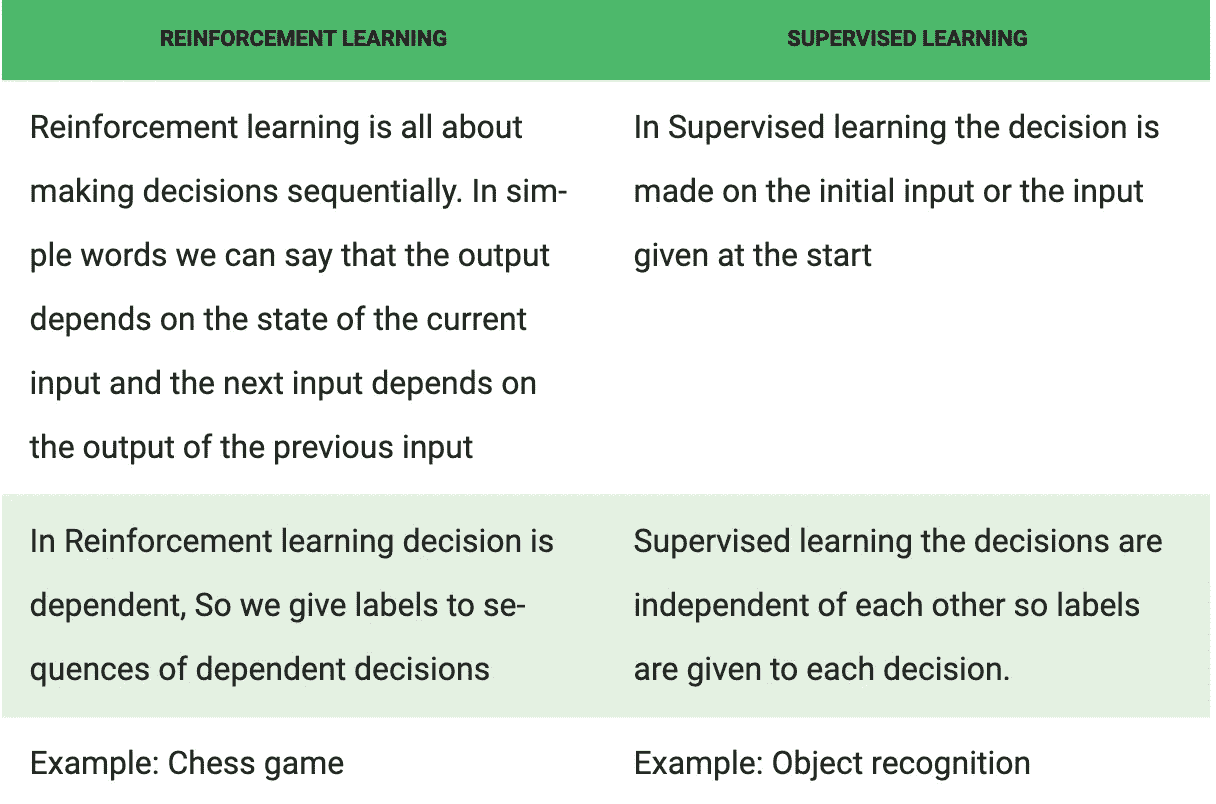 REINFORCEMENT LEARNING
SUPERVISED LEARNING
Reinforcement learning is all about
making decisions sequentially. In sim-
ple words we can say that the output
depends on the state of the current
input and the next input depends on
the output of the previous input
In Supervised learning the decision is
made on the initial input or the input
given at the start
In Reinforcement learning decision is
dependent, So we give labels to se-
quences of dependent decisions
Supervised learning the decisions are
independent of each other so labels
are given to each decision.
Example: Chess game
Example: Object recognition